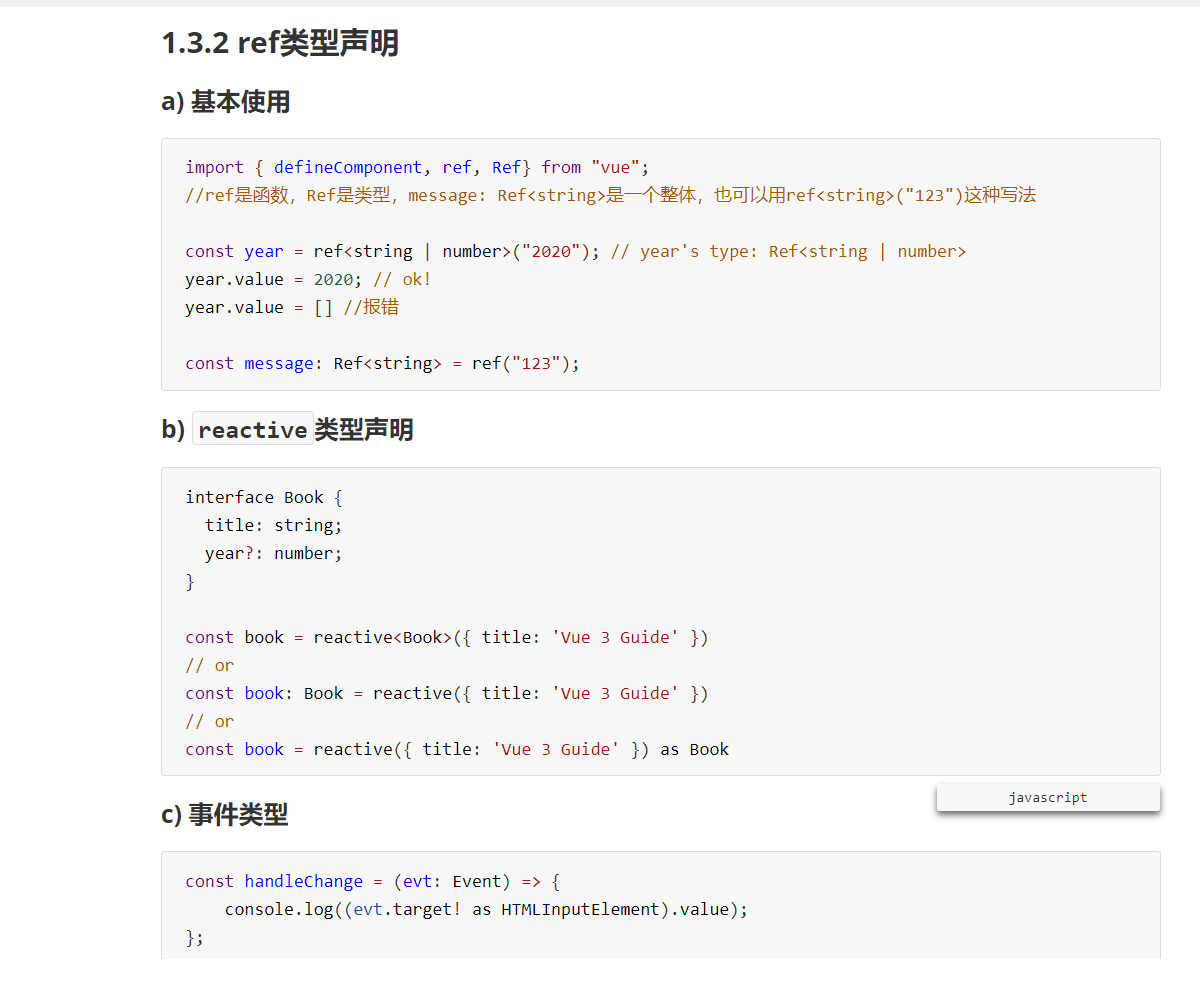 1.3.2 ref类型声明
a) 基本使用
import { defineComponent, ref, Ref} from "vue";
//ref是函数，Ref是类型，message: Ref<string>是一个整体，也可以用ref<string>("123")这种写法
const year = ref<string | number>("2020"); // year's type: Ref<string | number>
year.value = 2020; // ok!
year.value = [] //报错
const message: Ref<string> = ref("123");
b) reactive类型声明
interface Book {
  title: string;
  year?: number;
}
const book = reactive<Book>({ title: 'Vue 3 Guide' })
// or
const book: Book = reactive({ title: 'Vue 3 Guide' })
// or
const book = reactive({ title: 'Vue 3 Guide' }) as Book
javascript
c) 事件类型
const handleChange = (evt: Event) => {
    console.log((evt.target! as HTMLInputElement).value);
};